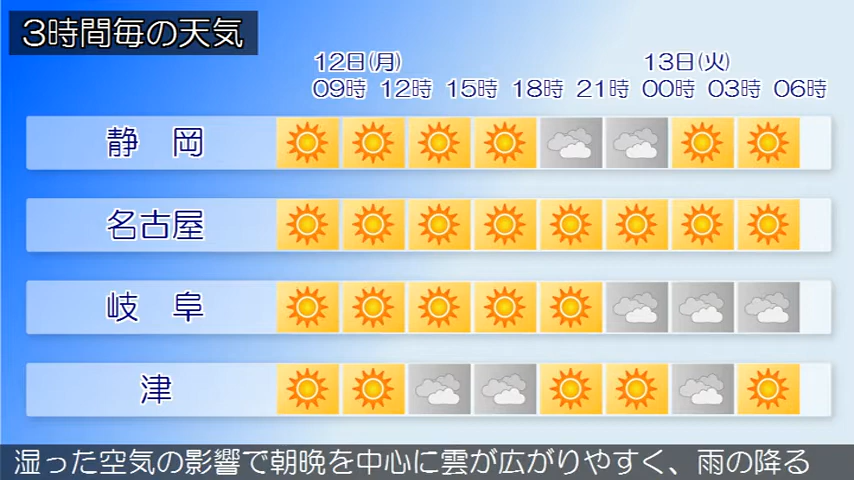 3時間毎の天気
12日(月) 13日(火)
09時 12時 15時 18時 21時 00時 03時 06時
静 岡
名古屋
岐 阜
津
湿った空気の影響で朝晩を中心に雲が広がりやすく、雨の降る